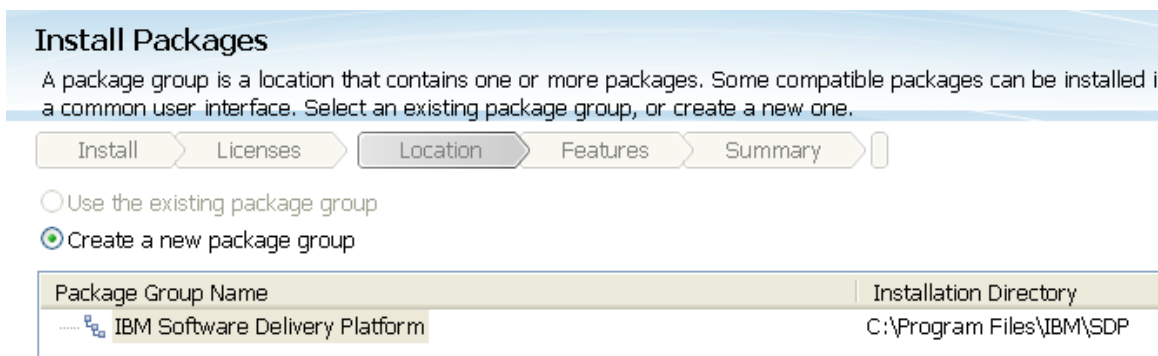 Install Packages
A package group is a location that contains one or more packages. Some compatible packages can be installed i
a common user interface. Select an existing package group, or create a new one.
Install Licenses Location Features Summary
Use the existing package group
Create a new package group
Package Group Name Installation Directory
IBM Software Delivery Platform C:\Program Files\IBM\SDP